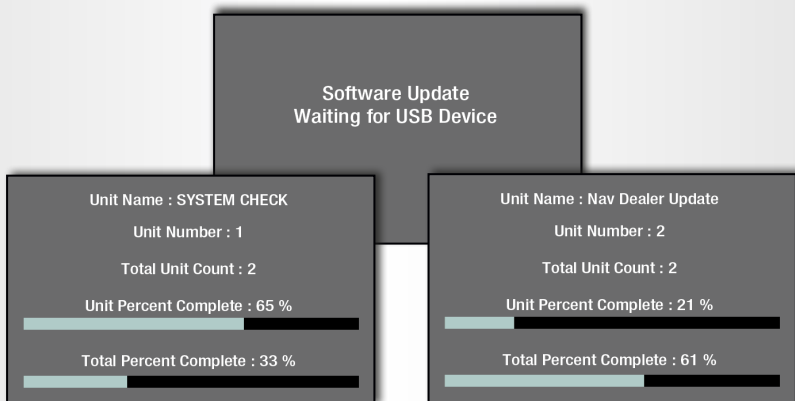 Software Update
Waiting for USB Device
Unit Name : SYSTEM CHECK
Unit Number : 1
Total Unit Count : 2
Unit Percent Complete : 65 %
Total Percent Complete : 33 %
Unit Name : Nav Dealer Update
Unit Number : 2
Total Unit Count : 2
Unit Percent Complete : 21 %
Total Percent Complete : 61 %